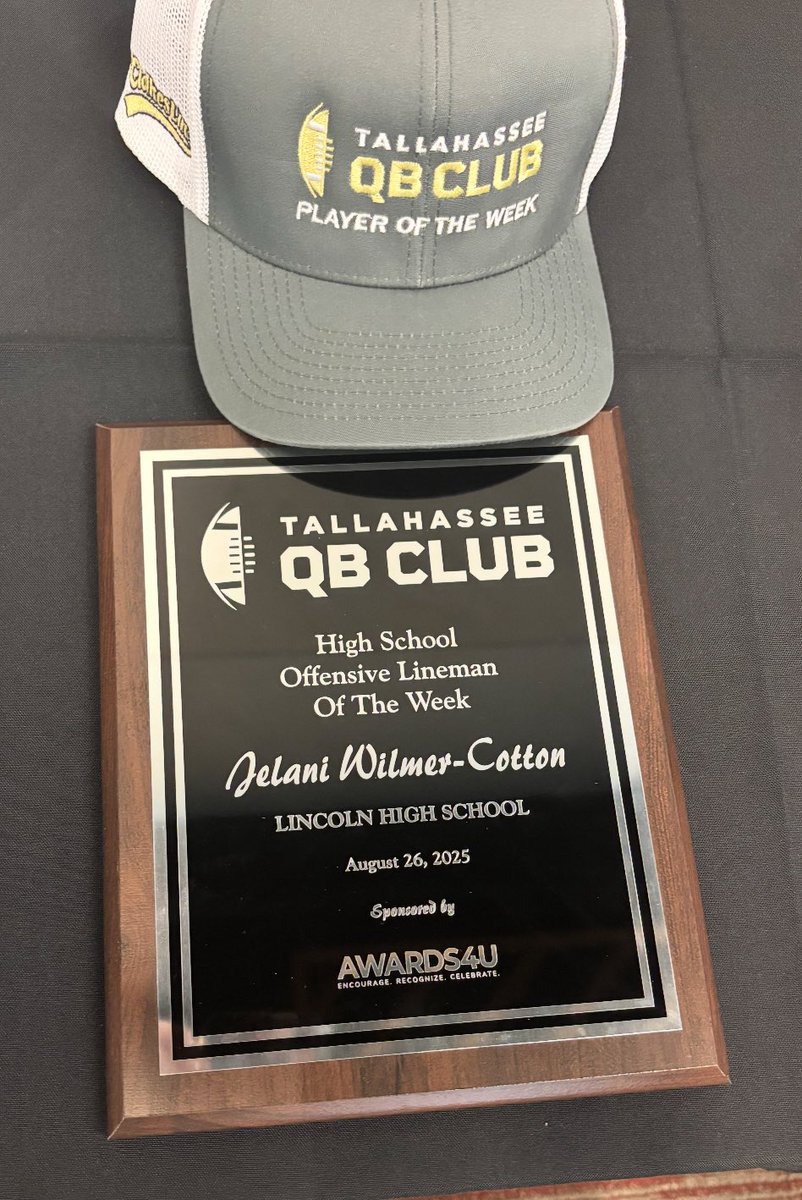 TALLAHASSEE
QB CLUB
PLAYER OF THE WEEK
TALLAHASSEE
QB CLUB
High School
Offensive Lineman
Of The Week
Jelani Wilmer-Cotton
LINCOLN HIGH SCHOOL
August 26, 2025
Sponsored by
AWARDS4U
ENCOURAGE. RECOGNIZE. CELEBRATE.